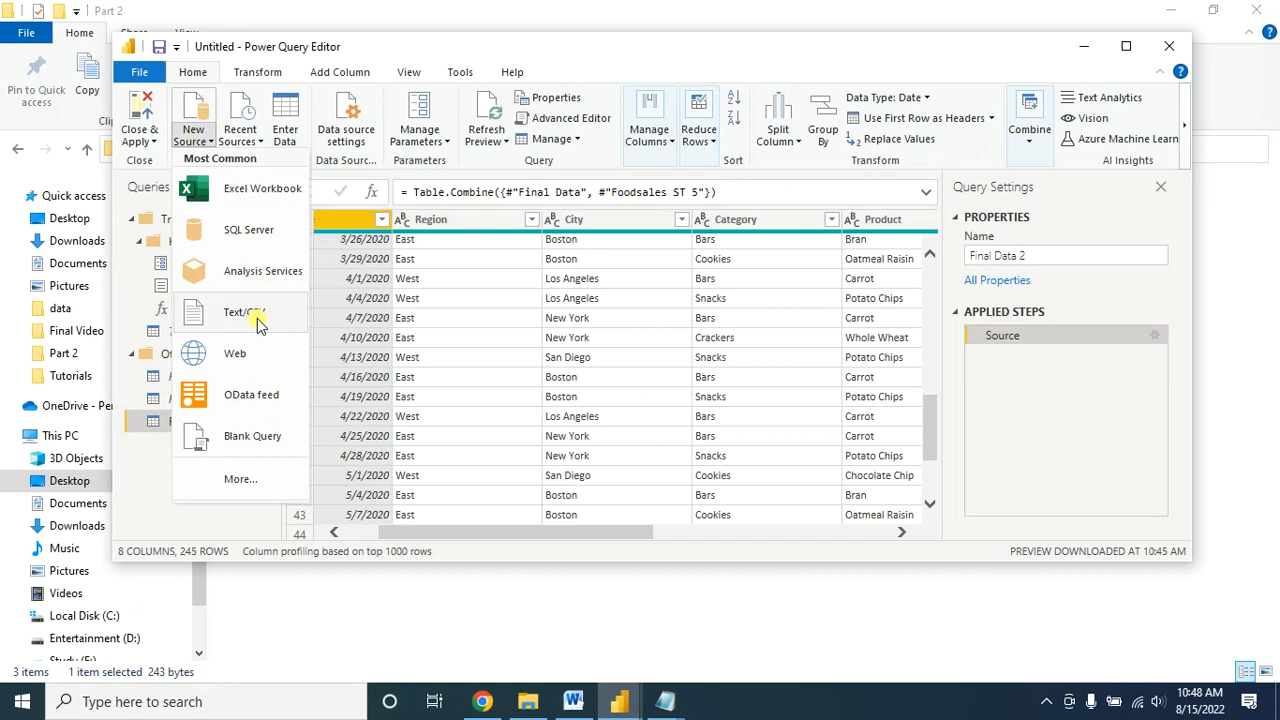 Part 2
File Home Share View
Pin to Quick access
Copy
Untitled - Power Query Editor
File Home Transform Add Column View Tools Help
Close & Apply
New Source
Recent Sources
Enter Data
Data source settings
Manage Parameters
Refresh Preview
Properties
Advanced Editor
Manage
Manage Columns
Reduce Rows
Split Column
Group By
Data Type: Date
Use First Row as Headers
Replace Values
Combine
Text Analytics
Vision
Azure Machine Learn
Close
Data Sourc...
Parameters
Query
Sort
Transform
AI Insights
Most Common
Excel Workbook
SQL Server
Analysis Services
Text/CSV
Web
OData feed
Blank Query
More...
Queries
= Table.Combine({#"Final Data", #"Foodsales ST 5"})
Region City Category Product
3/26/2020 East Boston Bars Bran
3/29/2020 East Boston Cookies Oatmeal Raisin
4/1/2020 West Los Angeles Bars Carrot
4/4/2020 West Los Angeles Snacks Potato Chips
4/7/2020 East New York Bars Carrot
4/10/2020 East New York Crackers Whole Wheat
4/13/2020 West San Diego Snacks Potato Chips
4/16/2020 East Boston Bars Carrot
4/19/2020 East Boston Snacks Potato Chips
4/22/2020 West Los Angeles Bars Carrot
4/25/2020 East New York Bars Carrot
4/28/2020 East New York Snacks Potato Chips
5/1/2020 West San Diego Cookies Chocolate Chip
5/4/2020 East Boston Bars Bran
43 5/7/2020 East Boston Cookies Oatmeal Raisin
44
Query Settings
PROPERTIES
Name
Final Data 2
All Properties
APPLIED STEPS
Source
8 COLUMNS, 245 ROWS Column profiling based on top 1000 rows
PREVIEW DOWNLOADED AT 10:45 AM
Quick access
Desktop
Downloads
Documents
Pictures
data
Final Video
Part 2
Tutorials
OneDrive - Per
This PC
3D Objects
Desktop
Documents
Downloads
Music
Pictures
Videos
Local Disk (C:)
Entertainment (D:)
3 items 1 item selected 243 bytes
Type here to search
10:48 AM
8/15/2022